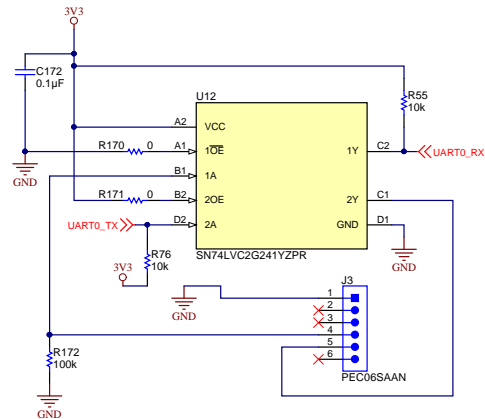 3V3
C172
0.1µF
GND
U12
R55
10k
A2 VCC
R170 0 A1 1OE
B1 1A
1Y C2 UART0_RX
R171 0 B2 2OE
2Y C1
UART0_TX D2 2A
GND D1
SN74LVC2G241YZPR
R76
10k
3V3
GND
GND
J3
1
2
3
4
5
6
PEC06SAAN
R172
100k
GND